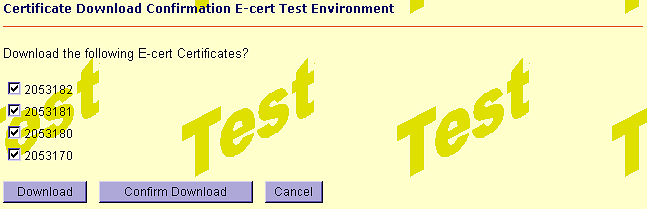 Certificate Download Confirmation E-cert Test Environment
Download the following E-cert Certificates?
2053182
2053181
2053180
2053170
Test Test Test
Download Confirm Download Cancel